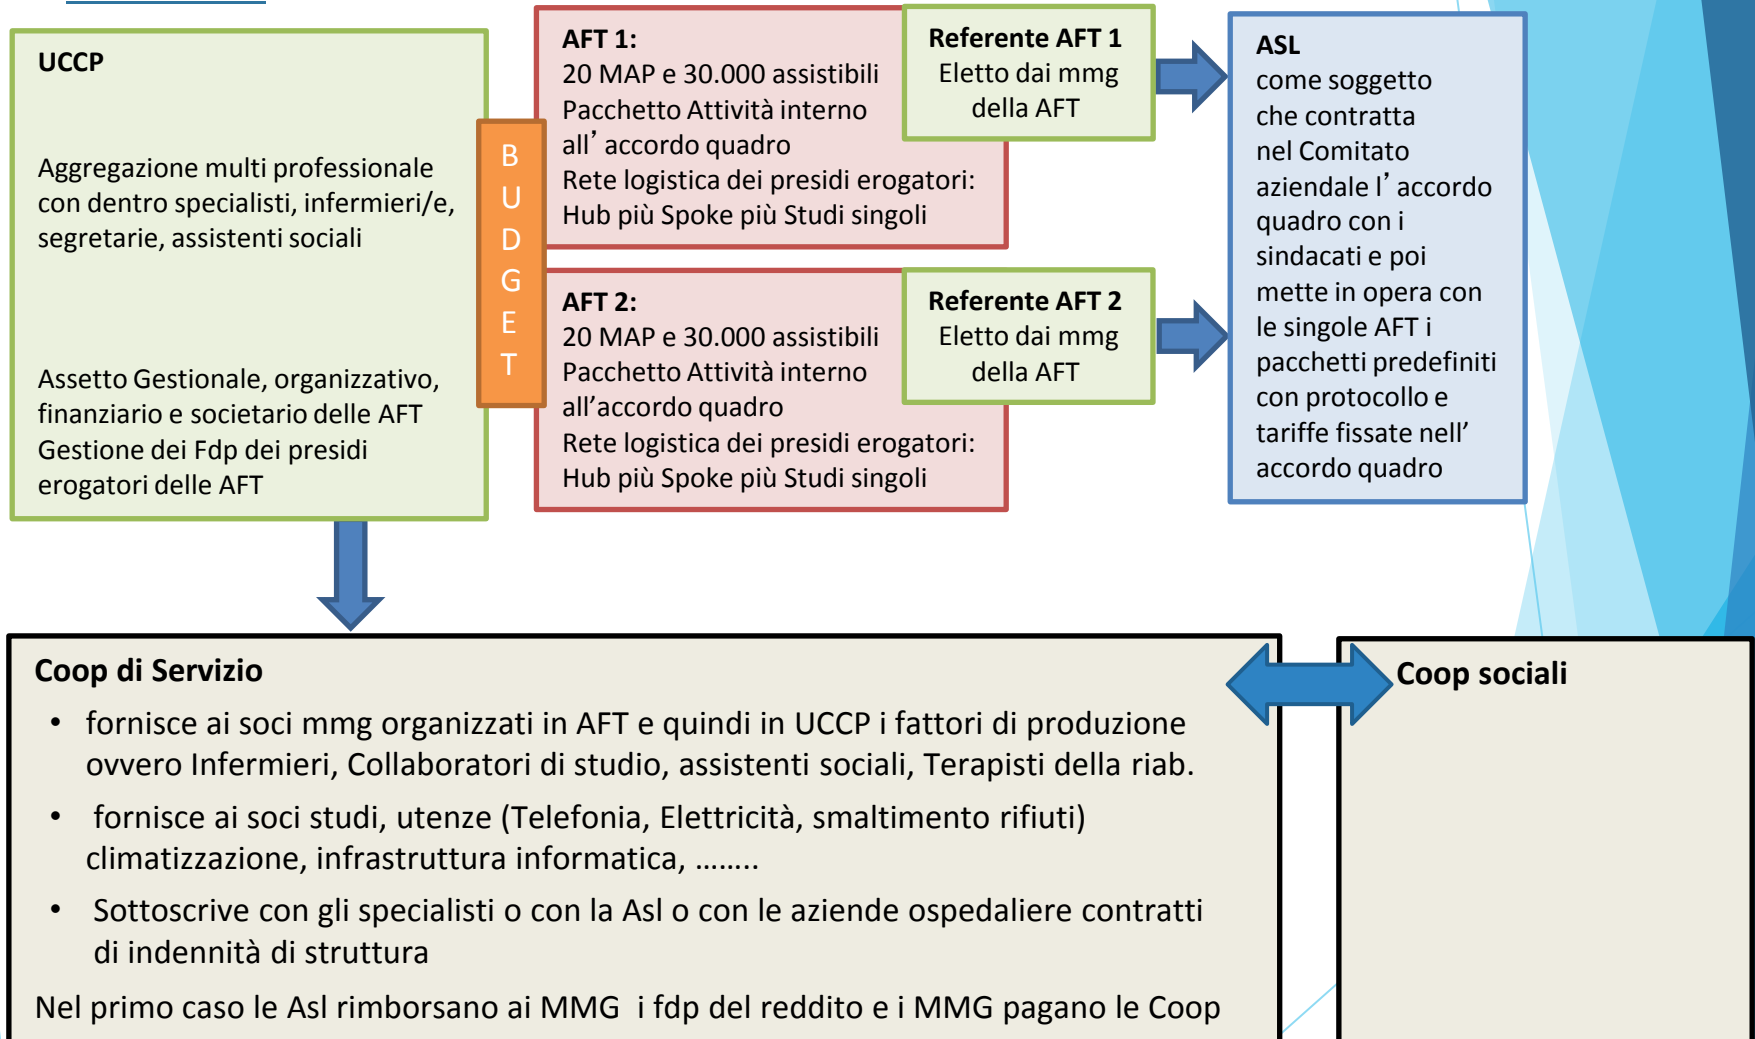 UCCP
Aggregazione multi professionale
con dentro specialisti, infermieri/e,
segretarie, assistenti sociali
Assetto Gestionale, organizzativo,
finanziario e societario delle AFT
Gestione dei Fdp dei presidi
erogatori delle AFT
B
U
D
G
E
T
AFT 1:
20 MAP e 30.000 assistibili
Pacchetto Attività interno
all’ accordo quadro
Rete logistica dei presidi erogatori:
Hub più Spoke più Studi singoli
Referente AFT 1
Eletto dai mmg
della AFT
AFT 2:
20 MAP e 30.000 assistibili
Pacchetto Attività interno
all’accordo quadro
Rete logistica dei presidi erogatori:
Hub più Spoke più Studi singoli
Referente AFT 2
Eletto dai mmg
della AFT
ASL
come soggetto
che contratta
nel Comitato
aziendale l’ accordo
quadro con i
sindacati e poi
mette in opera con
le singole AFT i
pacchetti predefiniti
con protocollo e
tariffe fissate nell’
accordo quadro
Coop di Servizio
• fornisce ai soci mmg organizzati in AFT e quindi in UCCP i fattori di produzione
ovvero Infermieri, Collaboratori di studio, assistenti sociali, Terapisti della riab.
• fornisce ai soci studi, utenze (Telefonia, Elettricità, smaltimento rifiuti)
climatizzazione, infrastruttura informatica, ……..
• Sottoscrive con gli specialisti o con la Asl o con le aziende ospedaliere contratti
di indennità di struttura
Nel primo caso le Asl rimborsano ai MMG i fdp del reddito e i MMG pagano le Coop
Coop sociali